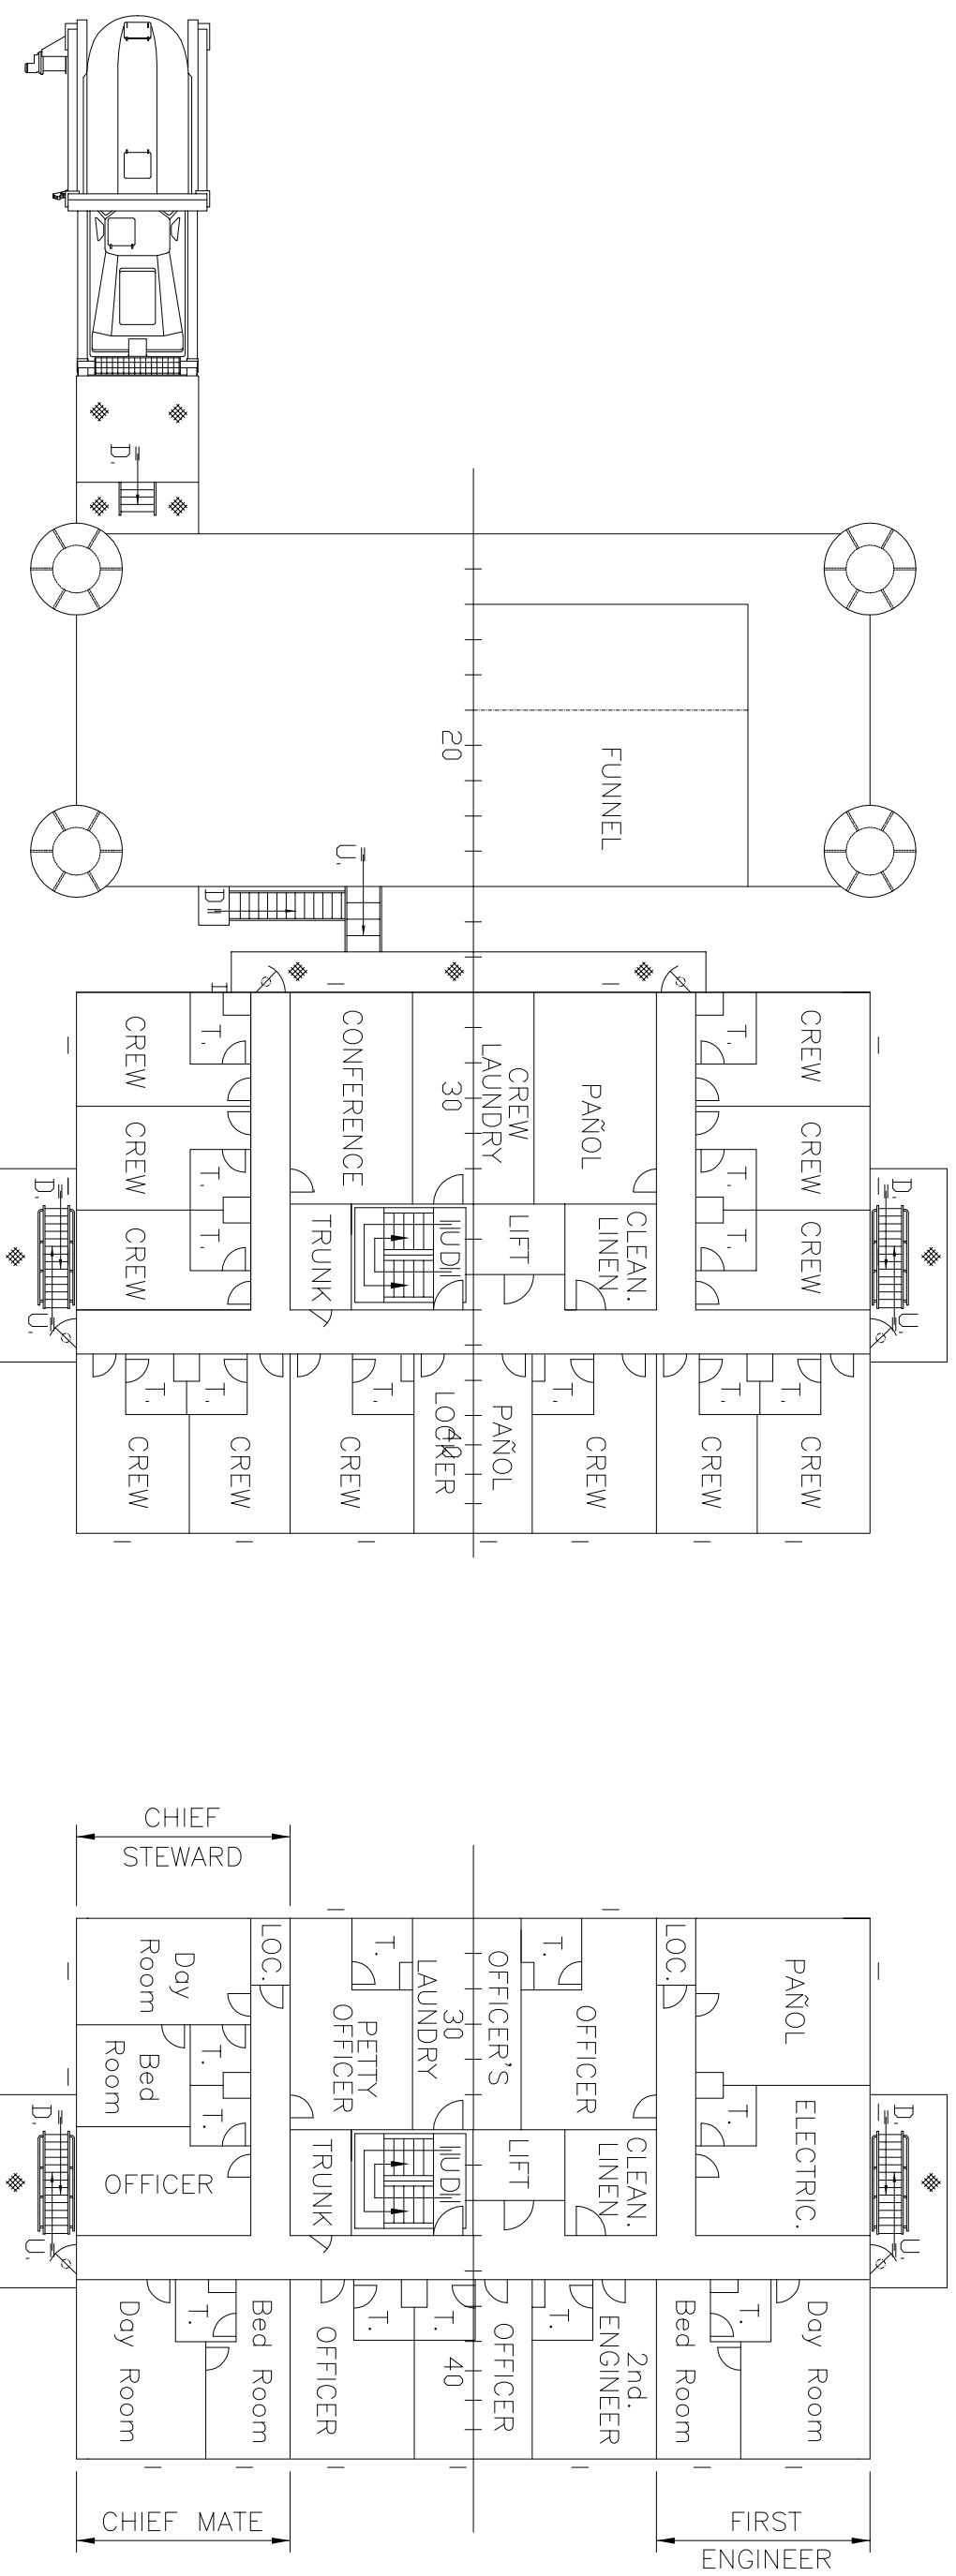 D.
20
FUNNEL
U.
D.
CREW
T.
CONFERENCE
30
CREW
LAUNDRY
PAÑOL
T.
CREW
CREW
T.
T.
CREW
D.
CREW
T.
TRUNK
U
D
LIFT
CLEAN.
LINEN
T.
CREW
D.
U.
U.
T.
T.
T.
T.
T.
T.
CREW
CREW
CREW
LOCKER
40
PAÑOL
CREW
CREW
CREW
CHIEF
STEWARD
Day
Room
LOC.
T.
PETTY
OFFICER
30
OFFICER'S
LAUNDRY
T.
OFFICER
LOC.
PAÑOL
Bed
Room
T.
T.
T.
ELECTRIC.
D.
OFFICER
TRUNK
U
D
LIFT
CLEAN.
LINEN
D.
U.
U.
T.
T.
T.
T.
T.
Day Room
Bed Room
OFFICER
40
OFFICER
2nd.
ENGINEER
Bed Room
Day Room
CHIEF MATE
FIRST
ENGINEER